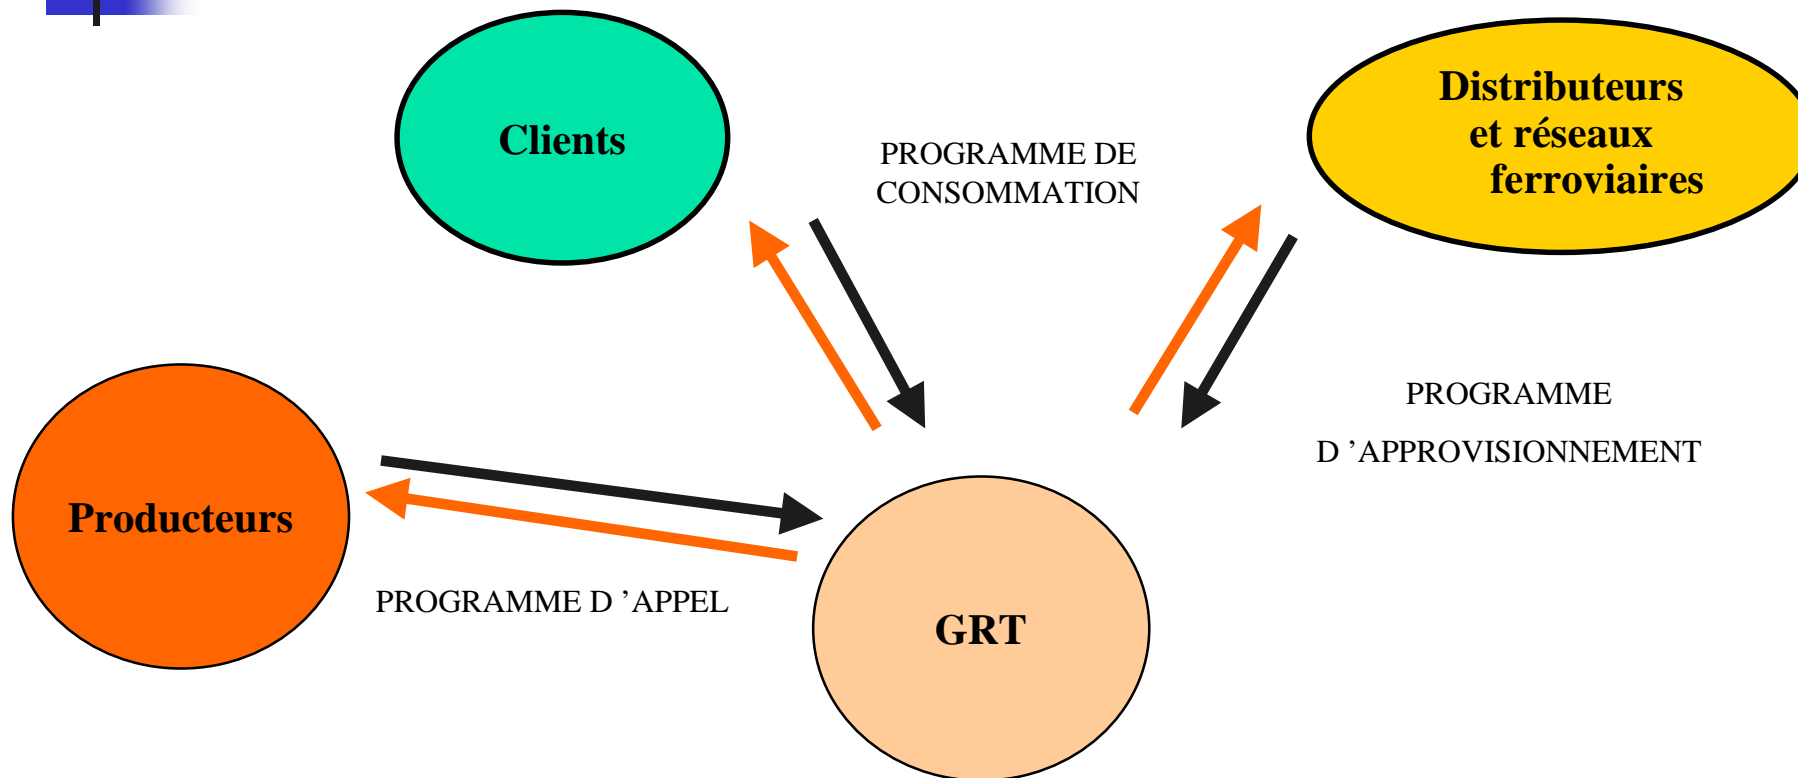 Clients
Distributeurs
et réseaux
ferroviaires
PROGRAMME DE
CONSOMMATION
PROGRAMME
D ’APPROVISIONNEMENT
Producteurs
PROGRAMME D ’APPEL
GRT